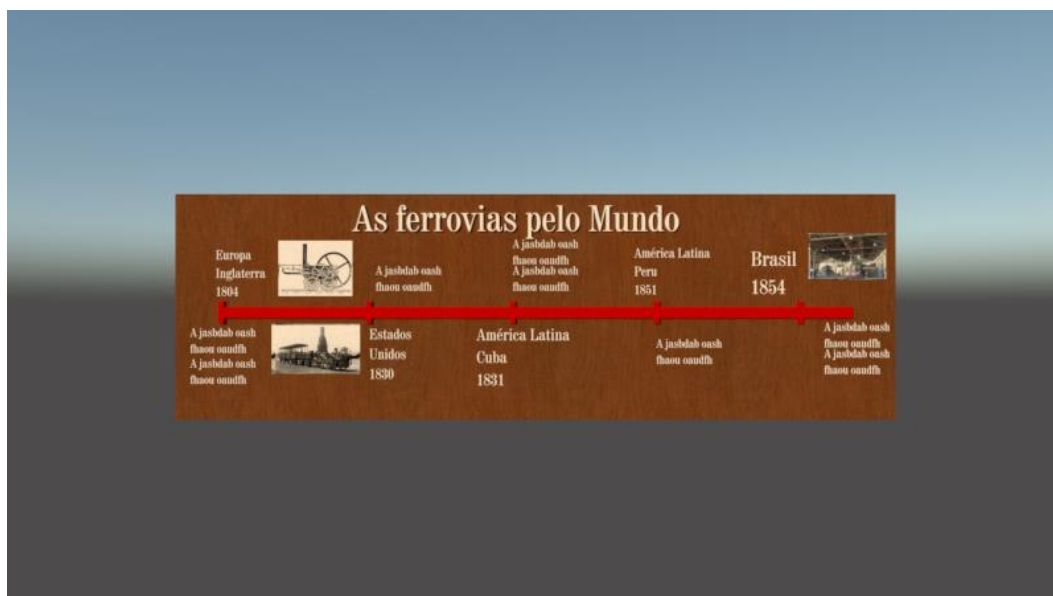 As ferrovias pelo Mundo
Europa
Inglaterra
1804
A jasbdab oash
fhaou oaudfh
A jasbdab oash
fhaou oaudfh
A jasbdab oash
fhaou oaudfh
Estados
Unidos
1830
A jasbdab oash
fhaou oaudfh
A jasbdab oash
fhaou oaudfh
América Latina
Cuba
1831
América Latina
Peru
1851
A jasbdab oash
fhaou oaudfh
Brasil
1854
A jasbdab oash
fhaou oaudfh
A jasbdab oash
fhaou oaudfh